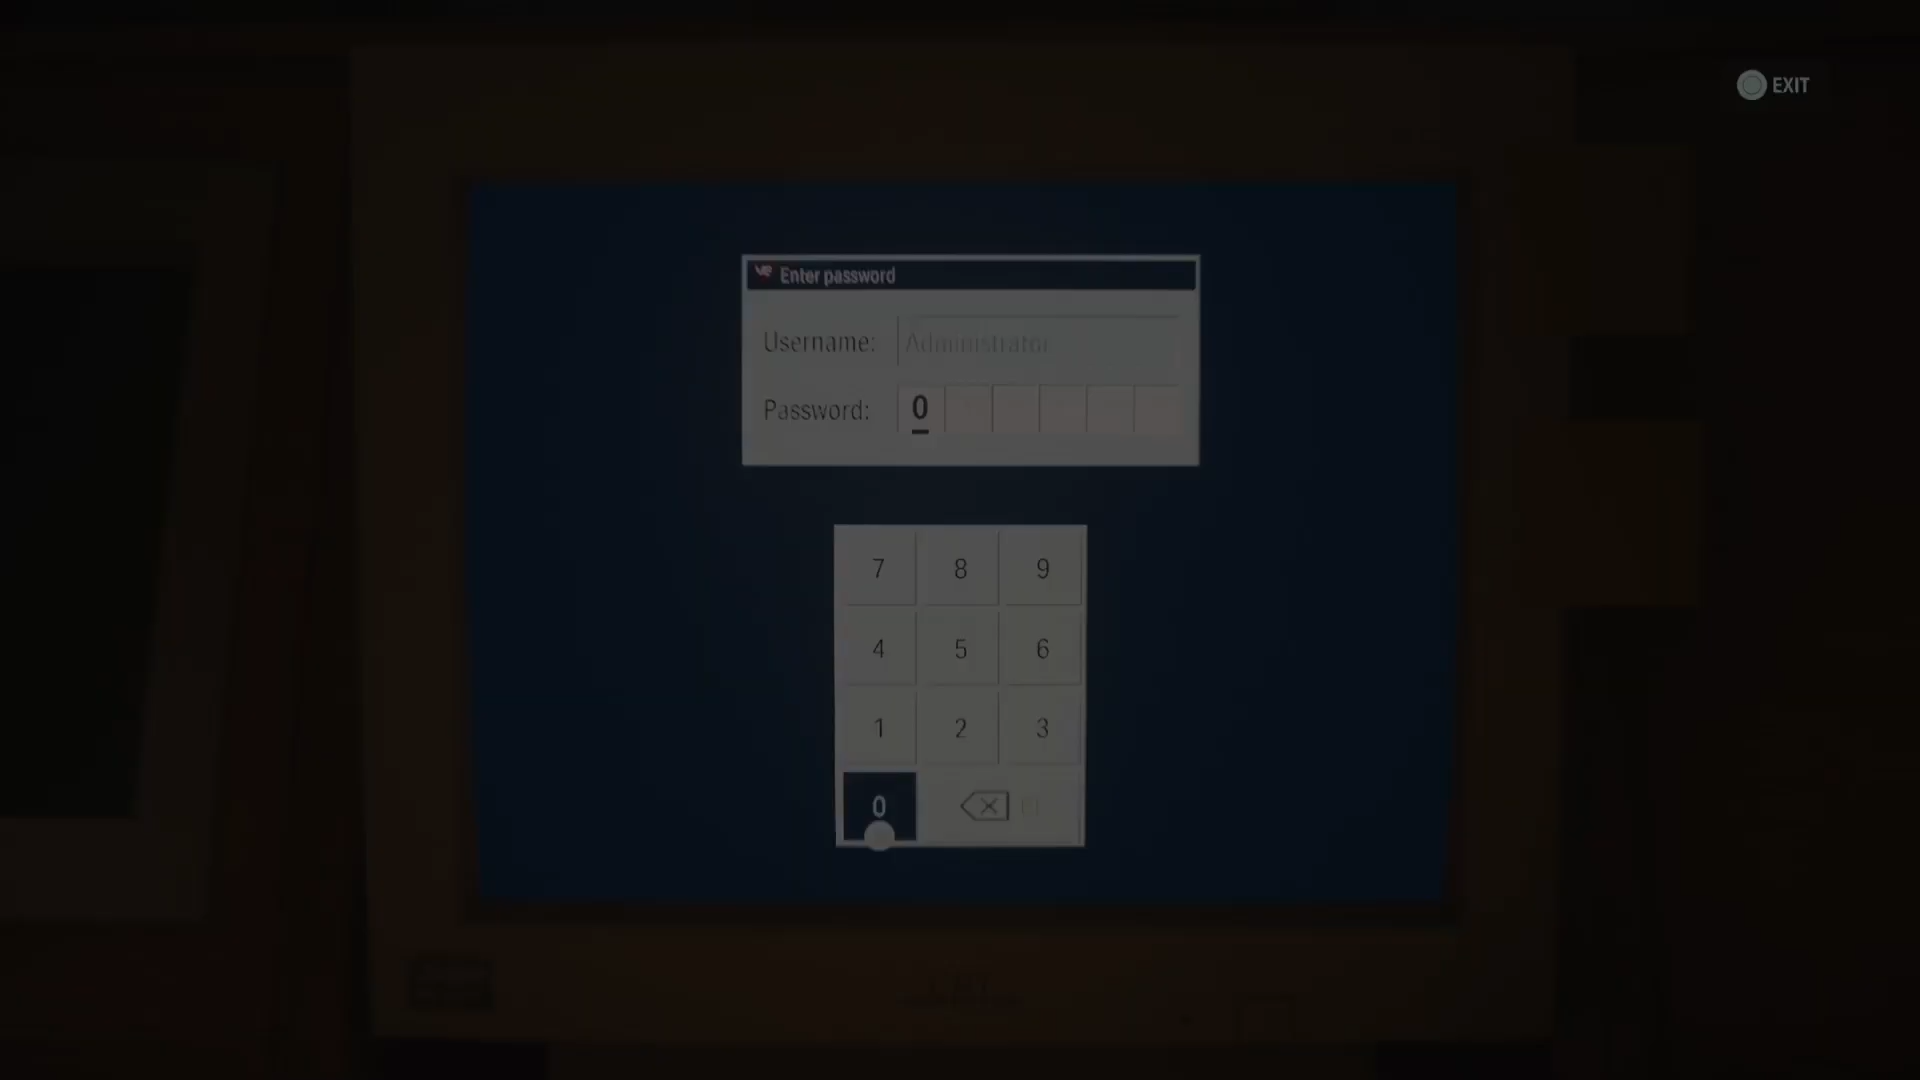 EXIT
Enter password
Username: Administrator
Password: 0
7 8 9
4 5 6
1 2 3
0